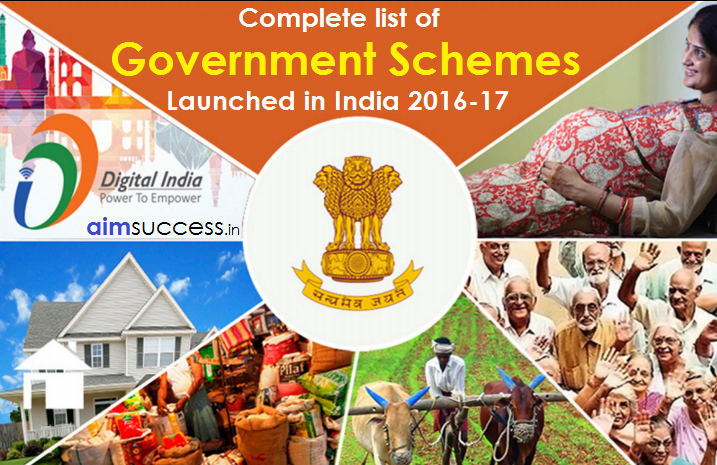 Complete list of
Government Schemes
Launched in India 2016-17
Digital India
Power To Empower
aimsuccess.in
सत्यमेव जयते